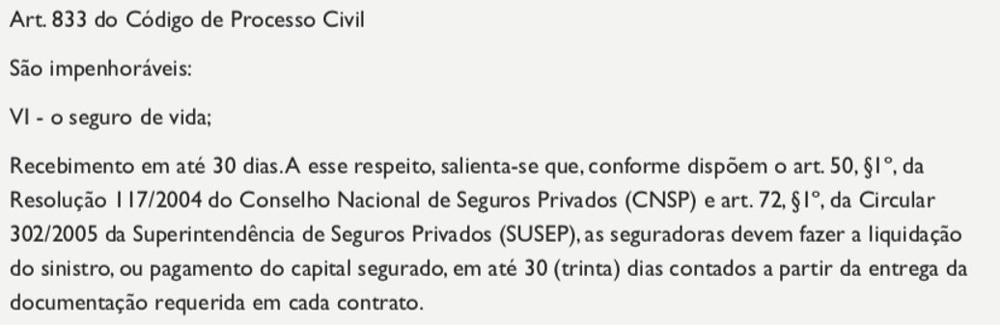 Art. 833 do Código de Processo Civil
São impenhoráveis:
VI - o seguro de vida;
Recebimento em até 30 dias.A esse respeito, salienta-se que, conforme dispõem o art. 50, §1º, da
Resolução 117/2004 do Conselho Nacional de Seguros Privados (CNSP) e art. 72, §1º, da Circular
302/2005 da Superintendência de Seguros Privados (SUSEP), as seguradoras devem fazer a liquidação
do sinistro, ou pagamento do capital segurado, em até 30 (trinta) dias contados a partir da entrega da
documentação requerida em cada contrato.